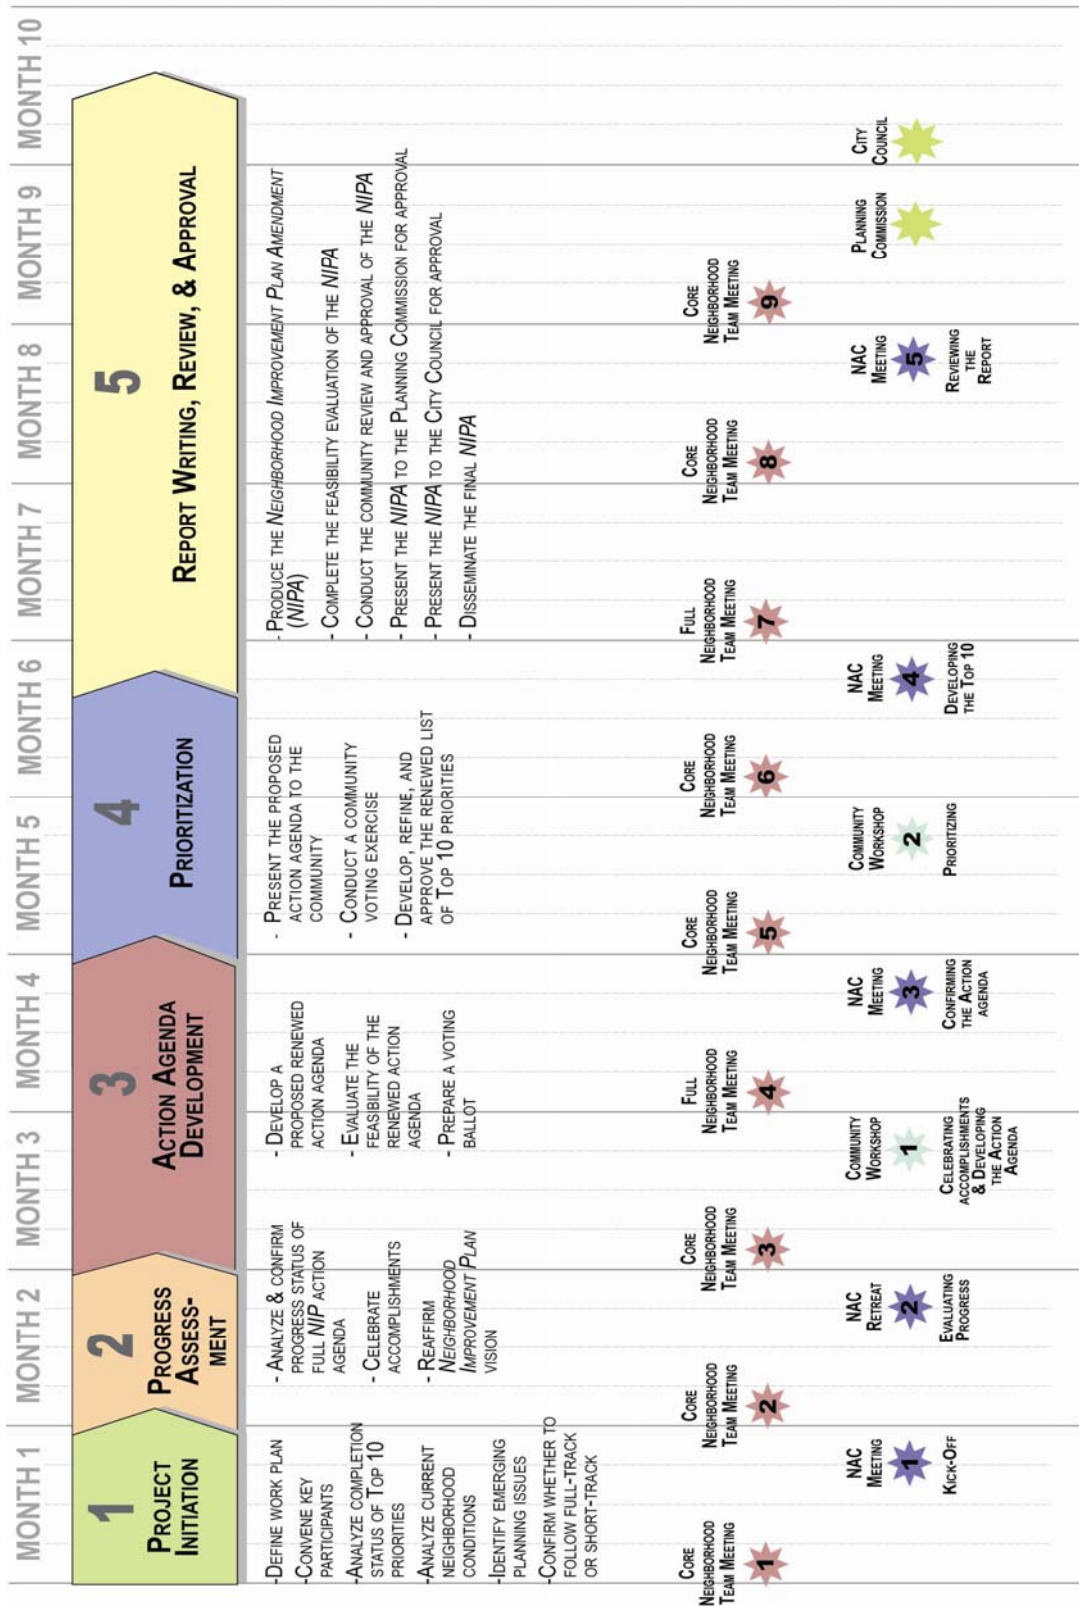 MONTH 1
MONTH 2
MONTH 3
MONTH 4
MONTH 5
MONTH 6
MONTH 7
MONTH 8
MONTH 9
MONTH 10
1
PROJECT
INITIATION
2
PROGRESS
ASSESS-
MENT
3
ACTION AGENDA
DEVELOPMENT
4
PRIORITIZATION
5
REPORT WRITING, REVIEW, & APPROVAL
-DEFINE WORK PLAN
-CONVENE KEY
PARTICIPANTS
-ANALYZE COMPLETION
STATUS OF TOP 10
PRIORITIES
-ANALYZE CURRENT
NEIGHBORHOOD
CONDITIONS
-IDENTIFY EMERGING
PLANNING ISSUES
-CONFIRM WHETHER TO
FOLLOW FULL-TRACK
OR SHORT-TRACK
- ANALYZE & CONFIRM
PROGRESS STATUS OF
FULL NIP ACTION
AGENDA
- CELEBRATE
ACCOMPLISHMENTS
- REAFFIRM
NEIGHBORHOOD
IMPROVEMENT PLAN
VISION
- DEVELOP A
PROPOSED RENEWED
ACTION AGENDA
- EVALUATE THE
FEASIBILITY OF THE
RENEWED ACTION
AGENDA
- PREPARE A VOTING
BALLOT
- PRESENT THE PROPOSED
ACTION AGENDA TO THE
COMMUNITY
- CONDUCT A COMMUNITY
VOTING EXERCISE
- DEVELOP, REFINE, AND
APPROVE THE RENEWED LIST
OF TOP 10 PRIORITIES
- PRODUCE THE NEIGHBORHOOD IMPROVEMENT PLAN AMENDMENT
(NIPA)
- COMPLETE THE FEASIBILITY EVALUATION OF THE NIPA
- CONDUCT THE COMMUNITY REVIEW AND APPROVAL OF THE NIPA
- PRESENT THE NIPA TO THE PLANNING COMMISSION FOR APPROVAL
- PRESENT THE NIPA TO THE CITY COUNCIL FOR APPROVAL
- DISSEMINATE THE FINAL NIPA
CORE
NEIGHBORHOOD
TEAM MEETING
1
CORE
NEIGHBORHOOD
TEAM MEETING
2
CORE
NEIGHBORHOOD
TEAM MEETING
3
FULL
NEIGHBORHOOD
TEAM MEETING
4
CORE
NEIGHBORHOOD
TEAM MEETING
5
CORE
NEIGHBORHOOD
TEAM MEETING
6
FULL
NEIGHBORHOOD
TEAM MEETING
7
CORE
NEIGHBORHOOD
TEAM MEETING
8
CORE
NEIGHBORHOOD
TEAM MEETING
9
NAC
MEETING
1
KICK-OFF
NAC
RETREAT
2
EVALUATING
PROGRESS
COMMUNITY
WORKSHOP
1
CELEBRATING
ACCOMPLISHMENTS
& DEVELOPING
THE ACTION
AGENDA
NAC
MEETING
3
CONFIRMING
THE ACTION
AGENDA
COMMUNITY
WORKSHOP
2
PRIORITIZING
NAC
MEETING
4
DEVELOPING
THE TOP 10
NAC
MEETING
5
REVIEWING
THE
REPORT
PLANNING
COMMISSION
CITY
COUNCIL